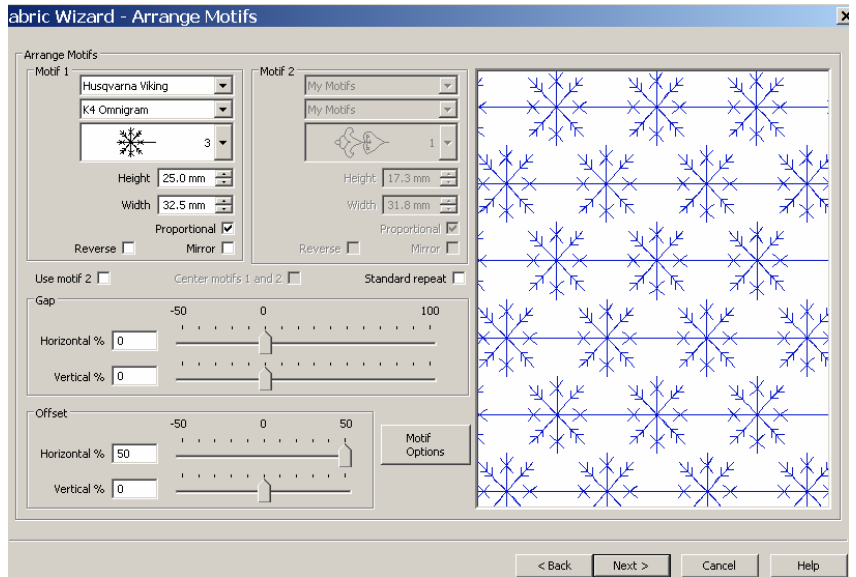 abric Wizard - Arrange Motifs
Arrange Motifs
Motif 1
Husqvarna Viking
K4 Omnigram
3
Height 25.0 mm
Width 32.5 mm
Proportional
Reverse Mirror
Motif 2
My Motifs
My Motifs
1
Height 17.3 mm
Width 31.8 mm
Proportional
Reverse Mirror
Use motif 2 Center motifs 1 and 2 Standard repeat
Gap
-50 0 100
Horizontal % 0
Vertical % 0
Offset
-50 0 50
Horizontal % 50
Vertical % 0
Motif
Options
< Back Next > Cancel Help